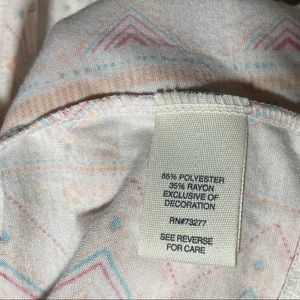 65% POLYESTER
35% RAYON
EXCLUSIVE OF
DECORATION
RN#73277
SEE REVERSE
FOR CARE